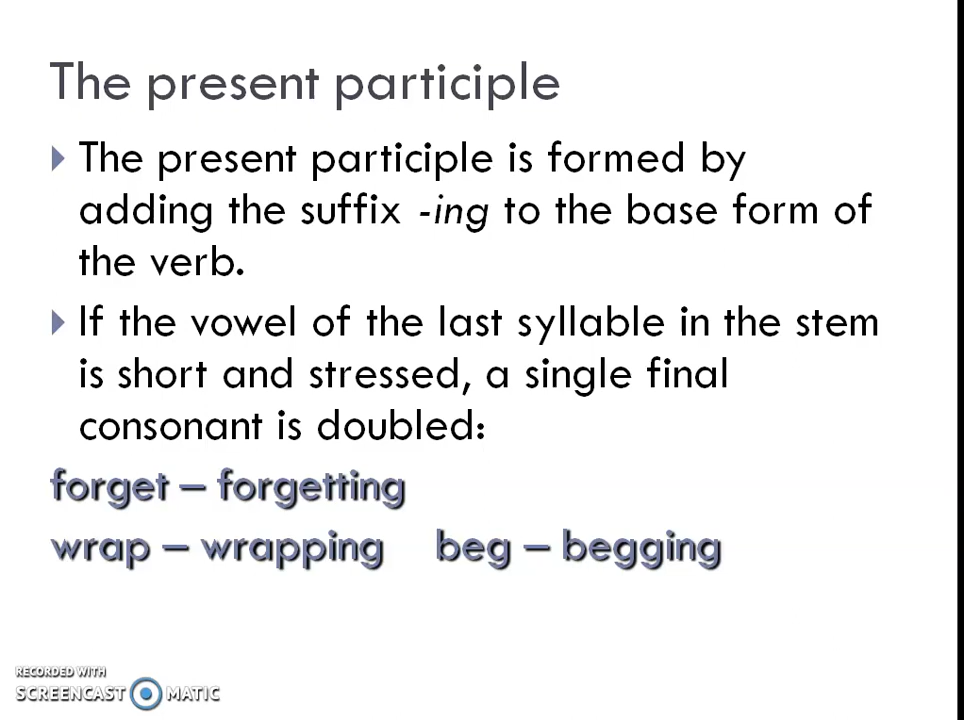 The present participle
The present participle is formed by
adding the suffix -ing to the base form of
the verb.
If the vowel of the last syllable in the stem
is short and stressed, a single final
consonant is doubled:
forget – forgetting
wrap – wrapping beg – begging
RECORDED WITH
SCREENCAST MATIC